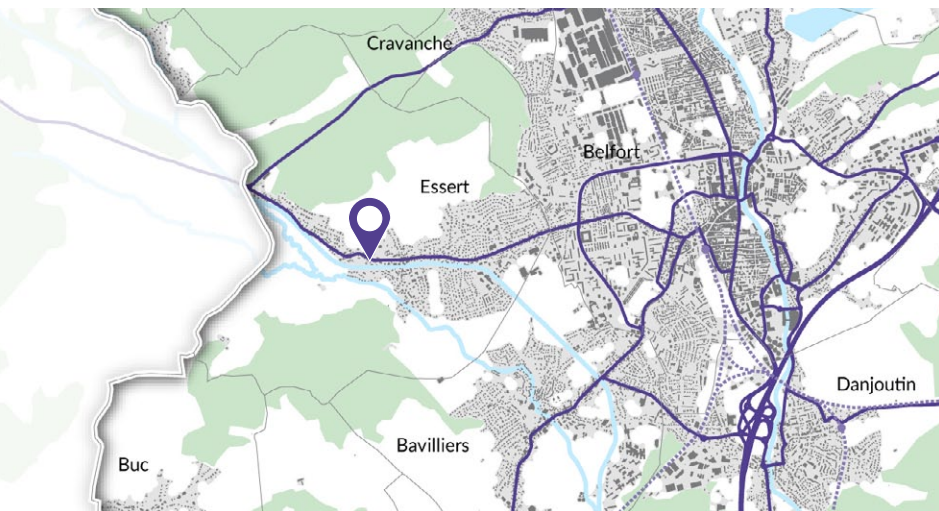 Cravanche
Belfort
Essert
Danjoutin
Bavilliers
Buc